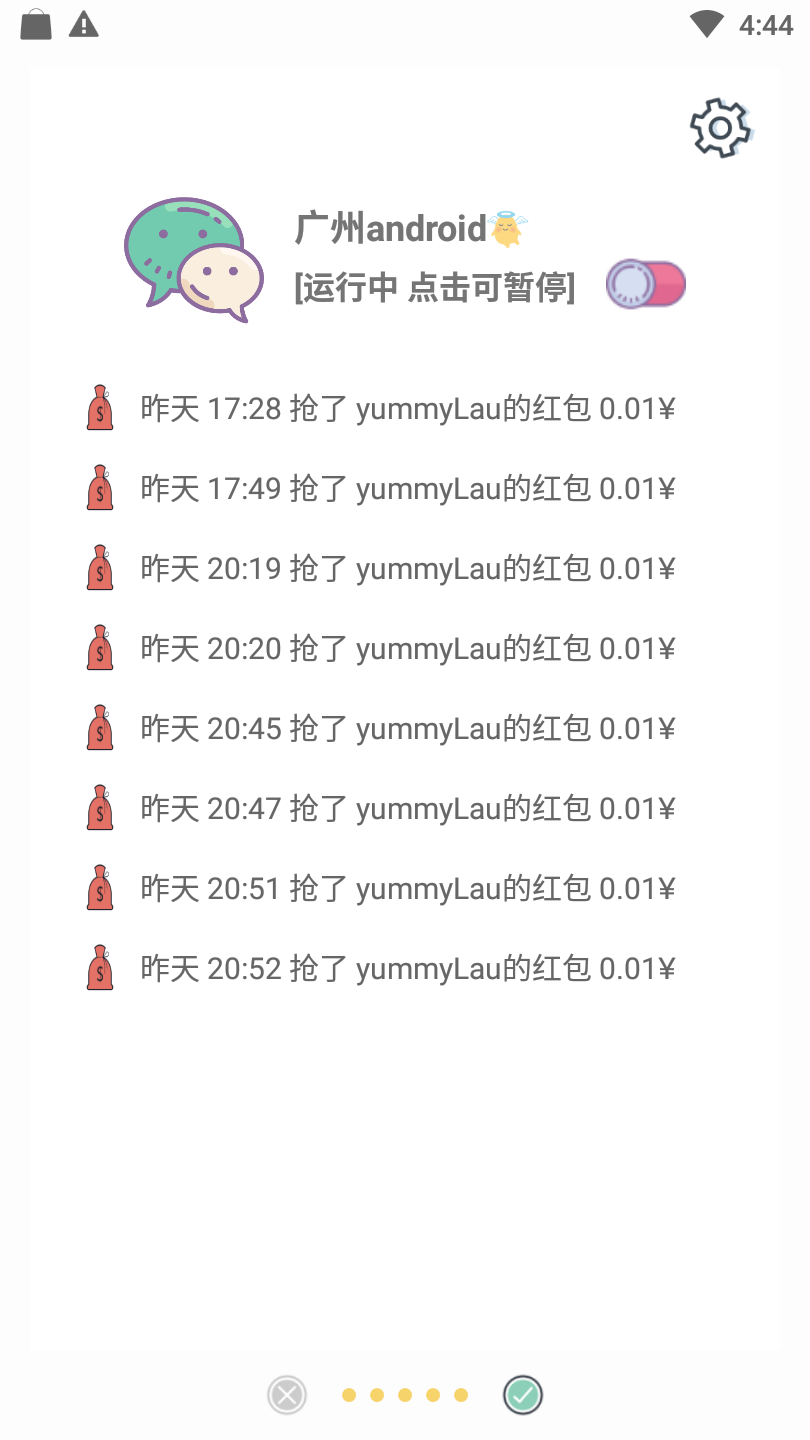 4:44
广州android
[运行中 点击可暂停]
昨天 17:28 抢了 yummyLau的红包 0.01¥
昨天 17:49 抢了 yummyLau的红包 0.01¥
昨天 20:19 抢了 yummyLau的红包 0.01¥
昨天 20:20 抢了 yummyLau的红包 0.01¥
昨天 20:45 抢了 yummyLau的红包 0.01¥
昨天 20:47 抢了 yummyLau的红包 0.01¥
昨天 20:51 抢了 yummyLau的红包 0.01¥
昨天 20:52 抢了 yummyLau的红包 0.01¥